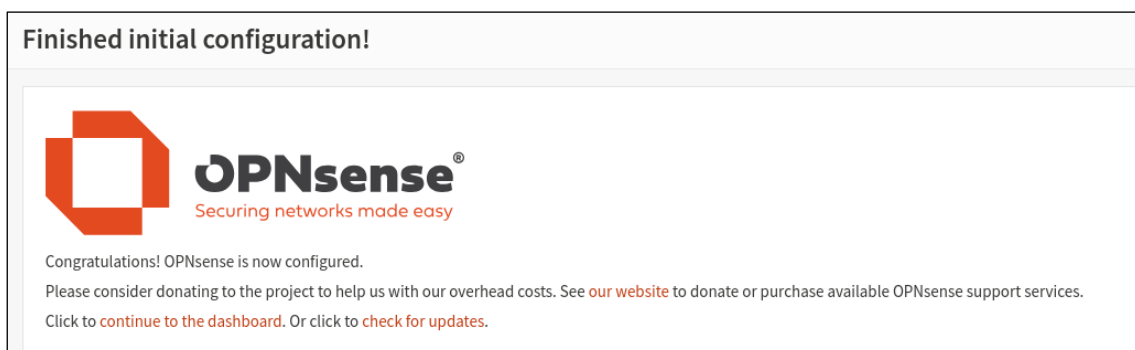 Finished initial configuration!
OPNsense®
Securing networks made easy
Congratulations! OPNsense is now configured.
Please consider donating to the project to help us with our overhead costs. See our website to donate or purchase available OPNsense support services.
Click to continue to the dashboard. Or click to check for updates.